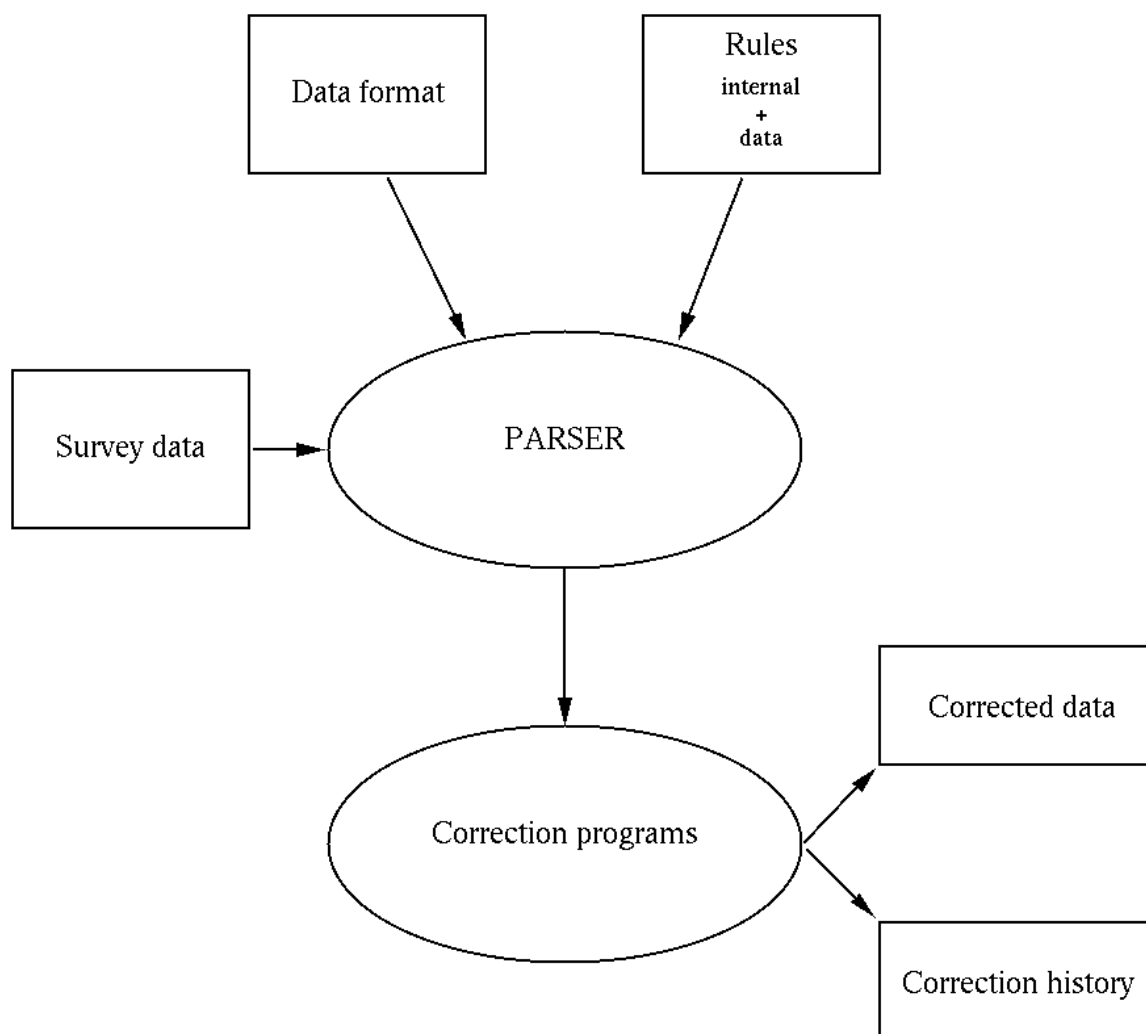 Data format
Rules
internal
+
data
Survey data
PARSER
Corrected data
Correction programs
Correction history